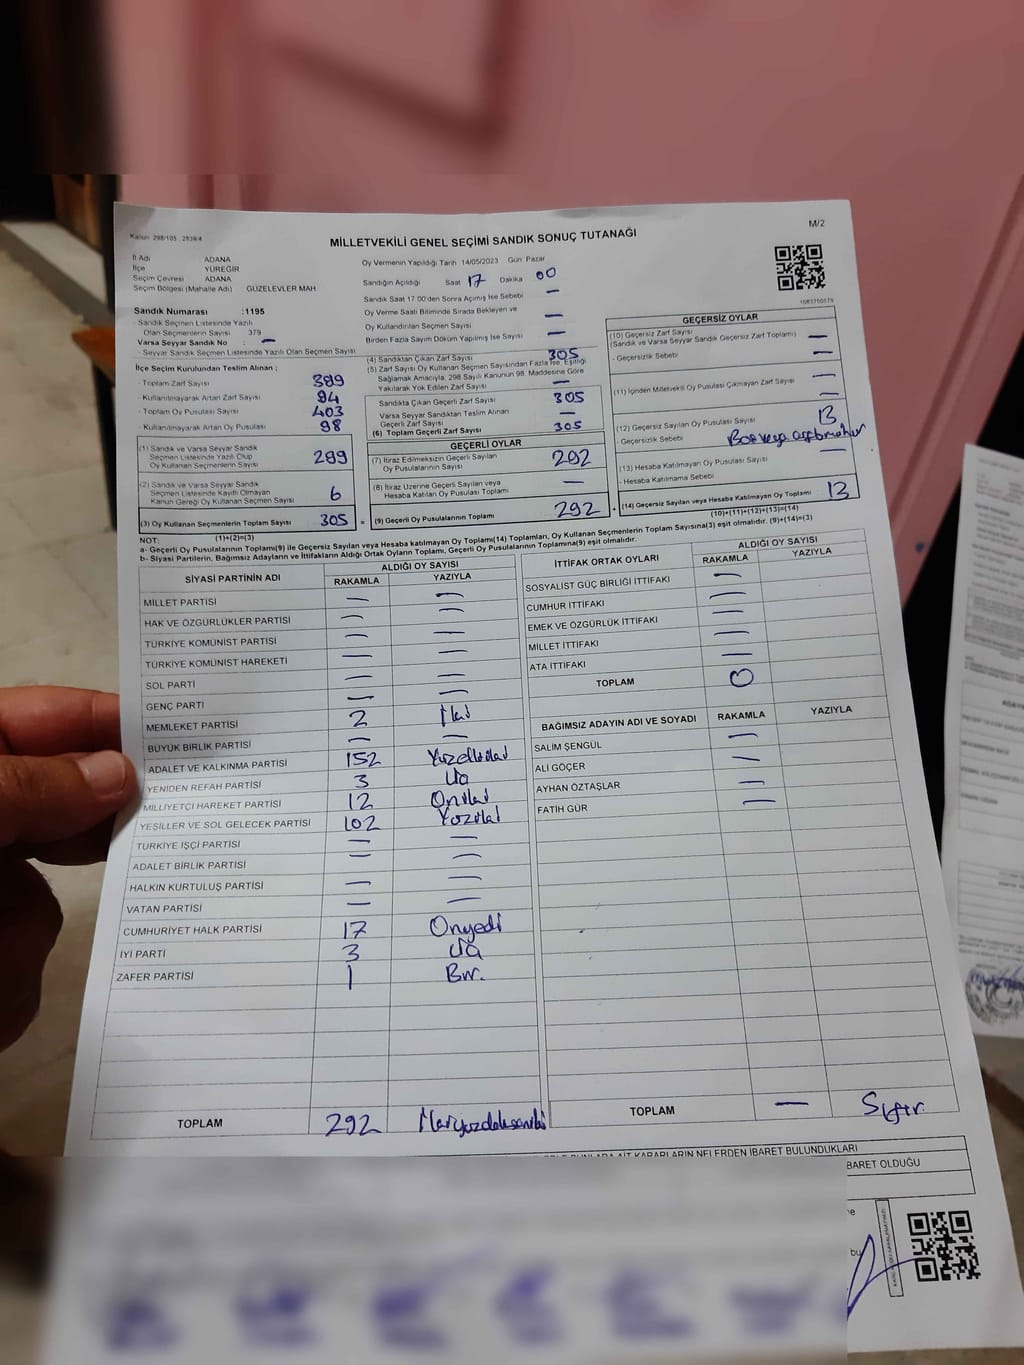 Kanun: 298/105, 2839/4
M/2
MİLLETVEKİLİ GENEL SEÇİMİ SANDIK SONUÇ TUTANAĞI
İl Adı ADANA
İlçe YÜREĞİR
Seçim Çevresi ADANA
Seçim Bölgesi (Mahalle Adı) GÜZELEVLER MAH
Oy Vermenin Yapıldığı Tarih 14/05/2023 Gün Pazar
Sandığın Açıldığı Saat 17 Dakika 00
Sandık Saat 17:00'den Sonra Açılmış İse Sebebi —
Oy Verme Saati Bitiminde Sırada Bekleyen ve
Oy Kullandırılan Seçmen Sayısı —
Birden Fazla Sayım Döküm Yapılmış İse Sayısı —
Sandık Numarası : 1195
Sandık Seçmen Listesinde Yazılı
Olan Seçmenlerin Sayısı 379
Varsa Seyyar Sandık No : —
Seyyar Sandık Seçmen Listesinde Yazılı Olan Seçmen Sayısı
İlçe Seçim Kurulundan Teslim Alınan ;
- Toplam Zarf Sayısı 399
- Kullanılmayarak Artan Zarf Sayısı 94
- Toplam Oy Pusulası Sayısı 403
- Kullanılmayarak Artan Oy Pusulası 98
(1) Sandık ve Varsa Seyyar Sandık
Seçmen Listesinde Yazılı Olup
Oy Kullanan Seçmenlerin Sayısı 299
(2) Sandık ve Varsa Seyyar Sandık
Seçmen Listesinde Kayıtlı Olmayan
Kanun Gereği Oy Kullanan Seçmen Sayısı 6
(3) Oy Kullanan Seçmenlerin Toplam Sayısı 305 =
(1)+(2)=(3)
(4) Sandıktan Çıkan Zarf Sayısı 305
(5) Zarf Sayısı Oy Kullanan Seçmen Sayısından Fazla İse, Eşitliği
Sağlamak Amacıyla, 298 Sayılı Kanunun 98. Maddesine Göre
Yakılarak Yok Edilen Zarf Sayısı —
Sandıkta Çıkan Geçerli Zarf Sayısı 305
Varsa Seyyar Sandıktan Teslim Alınan
Geçerli Zarf Sayısı —
(6) Toplam Geçerli Zarf Sayısı 305
GEÇERLİ OYLAR
(7) İtiraz Edilmeksizin Geçerli Sayılan
Oy Pusulalarının Sayısı 292
(8) İtiraz Üzerine Geçerli Sayılan veya
Hesaba Katılan Oy Pusulası Toplamı —
(9) Geçerli Oy Pusulalarının Toplamı 292 +
GEÇERSİZ OYLAR
(10) Geçersiz Zarf Sayısı
(Sandık ve Varsa Seyyar Sandık Geçersiz Zarf Toplamı) —
- Geçersizlik Sebebi —
(11) İçinden Milletvekili Oy Pusulası Çıkmayan Zarf Sayısı —
(12) Geçersiz Sayılan Oy Pusulası Sayısı 13
- Geçersizlik Sebebi Boş veya
(13) Hesaba Katılmayan Oy Pusulası Sayısı —
- Hesaba Katılmama Sebebi
(14) Geçersiz Sayılan veya Hesaba Katılmayan Oy Toplamı 13
(10)+(11)+(12)+(13)=(14)
NOT:
a- Geçerli Oy Pusulalarının Toplamı(9) ile Geçersiz Sayılan veya Hesaba katılmayan Oy Toplamı(14) Toplamları, Oy Kullanan Seçmenlerin Toplam Sayısına(3) eşit olmalıdır. (9)+(14)=(3)
b- Siyasi Partilerin, Bağımsız Adayların ve İttifakların Aldığı Ortak Oyların Toplamı, Geçerli Oy Pusulalarının Toplamına(9) eşit olmalıdır.
SİYASİ PARTİNİN ADI ALDIĞI OY SAYISI
RAKAMLA YAZIYLA
MİLLET PARTİSİ — —
HAK VE ÖZGÜRLÜKLER PARTİSİ — —
TÜRKİYE KOMÜNİST PARTİSİ — —
TÜRKİYE KOMÜNİST HAREKETİ — —
SOL PARTİ — —
GENÇ PARTİ — —
MEMLEKET PARTİSİ 2 İki
BÜYÜK BİRLİK PARTİSİ — —
ADALET VE KALKINMA PARTİSİ 152 Yüzelliiki
YENİDEN REFAH PARTİSİ 3 Üç
MİLLİYETÇİ HAREKET PARTİSİ 12 Oniki
YEŞİLLER VE SOL GELECEK PARTİSİ 102 Yüziki
TÜRKİYE İŞÇİ PARTİSİ — —
ADALET BİRLİK PARTİSİ — —
HALKIN KURTULUŞ PARTİSİ — —
VATAN PARTİSİ — —
CUMHURİYET HALK PARTİSİ 17 Onyedi
İYİ PARTİ 3 Üç
ZAFER PARTİSİ 1 Bir.
TOPLAM 292 İkiyüzdoksaniki
İTTİFAK ORTAK OYLARI ALDIĞI OY SAYISI
RAKAMLA YAZIYLA
SOSYALİST GÜÇ BİRLİĞİ İTTİFAKI —
CUMHUR İTTİFAKI —
EMEK VE ÖZGÜRLÜK İTTİFAKI —
MİLLET İTTİFAKI —
ATA İTTİFAKI —
TOPLAM 0
BAĞIMSIZ ADAYIN ADI VE SOYADI RAKAMLA YAZIYLA
SALİM ŞENGÜL —
ALİ GÖÇER —
AYHAN ÖZTAŞLAR —
FATİH GÜR —
TOPLAM — Sıfır.
BUNLARA AİT KARARLARIN NELERDEN İBARET BULUNDUKLARI
İBARET OLDUĞU
bu